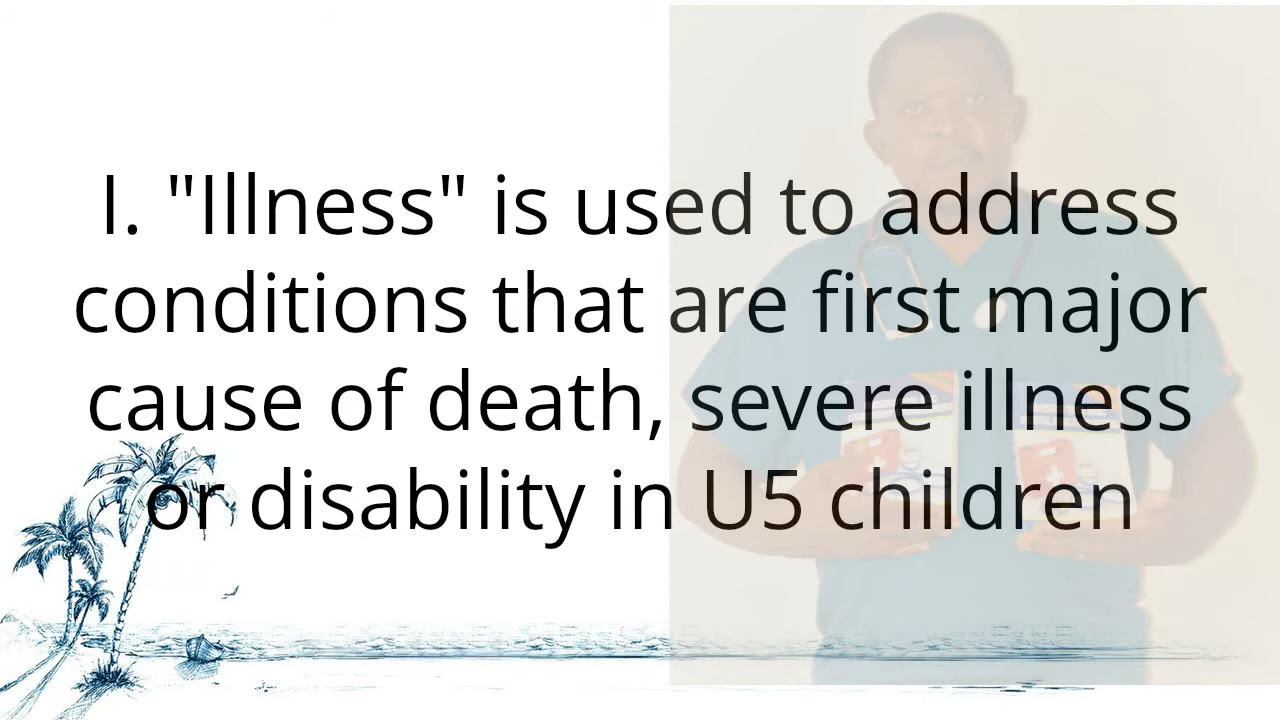 I. "Illness" is used to address
conditions that are first major
cause of death, severe illness
or disability in U5 children